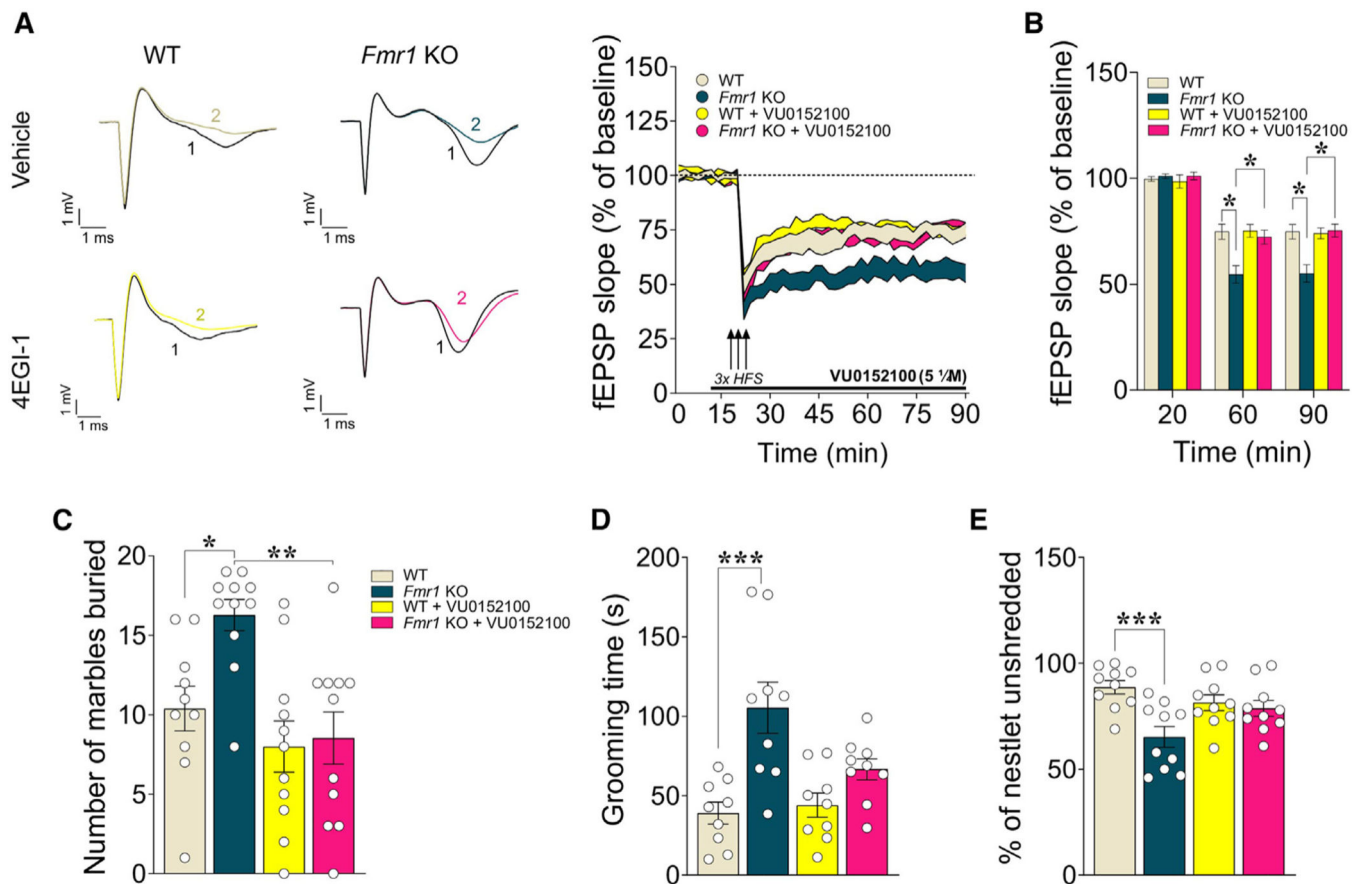 A
WT
Fmr1 KO
Vehicle
2
1
1 mV
1 ms
2
1
1 mV
1 ms
4EGI-1
2
1
1 mV
1 ms
2
1
1 mV
1 ms
fEPSP slope (% of baseline)
150
125
100
75
50
25
0
WT
Fmr1 KO
WT + VU0152100
Fmr1 KO + VU0152100
3x HFS
VU0152100 (5 ¼M)
0 15 30 45 60 75 90
Time (min)
B
fEPSP slope (% of baseline)
150
100
50
0
WT
Fmr1 KO
WT + VU0152100
Fmr1 KO + VU0152100
* * * *
20 60 90
Time (min)
C
Number of marbles buried
20
15
10
5
0
* **
WT
Fmr1 KO
WT + VU0152100
Fmr1 KO + VU0152100
D
Grooming time (s)
200
150
100
50
0
***
E
% of nestlet unshredded
150
100
50
0
***